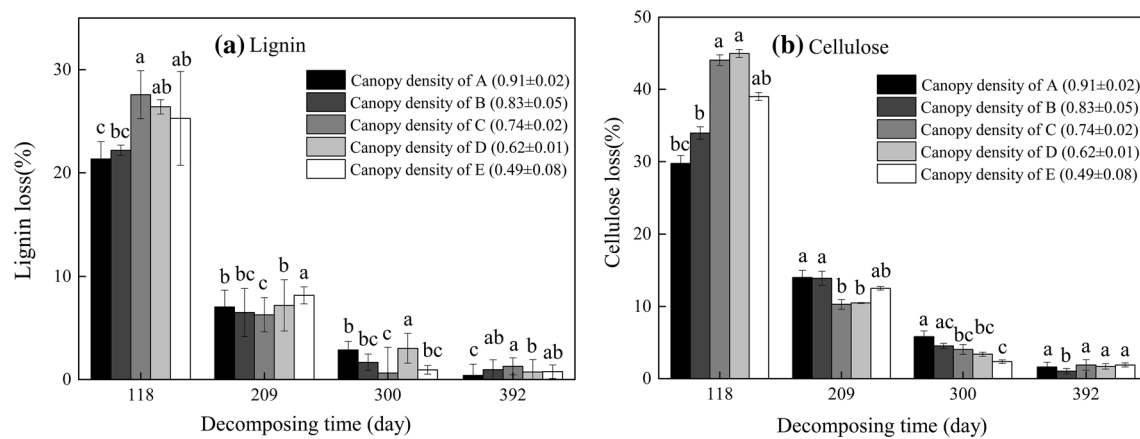 (a) Lignin
Canopy density of A (0.91±0.02)
Canopy density of B (0.83±0.05)
Canopy density of C (0.74±0.02)
Canopy density of D (0.62±0.01)
Canopy density of E (0.49±0.08)
Lignin loss(%)
30
20
10
0
c bc a ab ab
b bc c b a
b bc c a bc
c ab a ab ab
118 209 300 392
Decomposing time (day)
(b) Cellulose
Canopy density of A (0.91±0.02)
Canopy density of B (0.83±0.05)
Canopy density of C (0.74±0.02)
Canopy density of D (0.62±0.01)
Canopy density of E (0.49±0.08)
Cellulose loss(%)
50
40
30
20
10
0
bc b a a ab
a a b b ab
a ac bc bc c
a b a a a
118 209 300 392
Decomposing time (day)